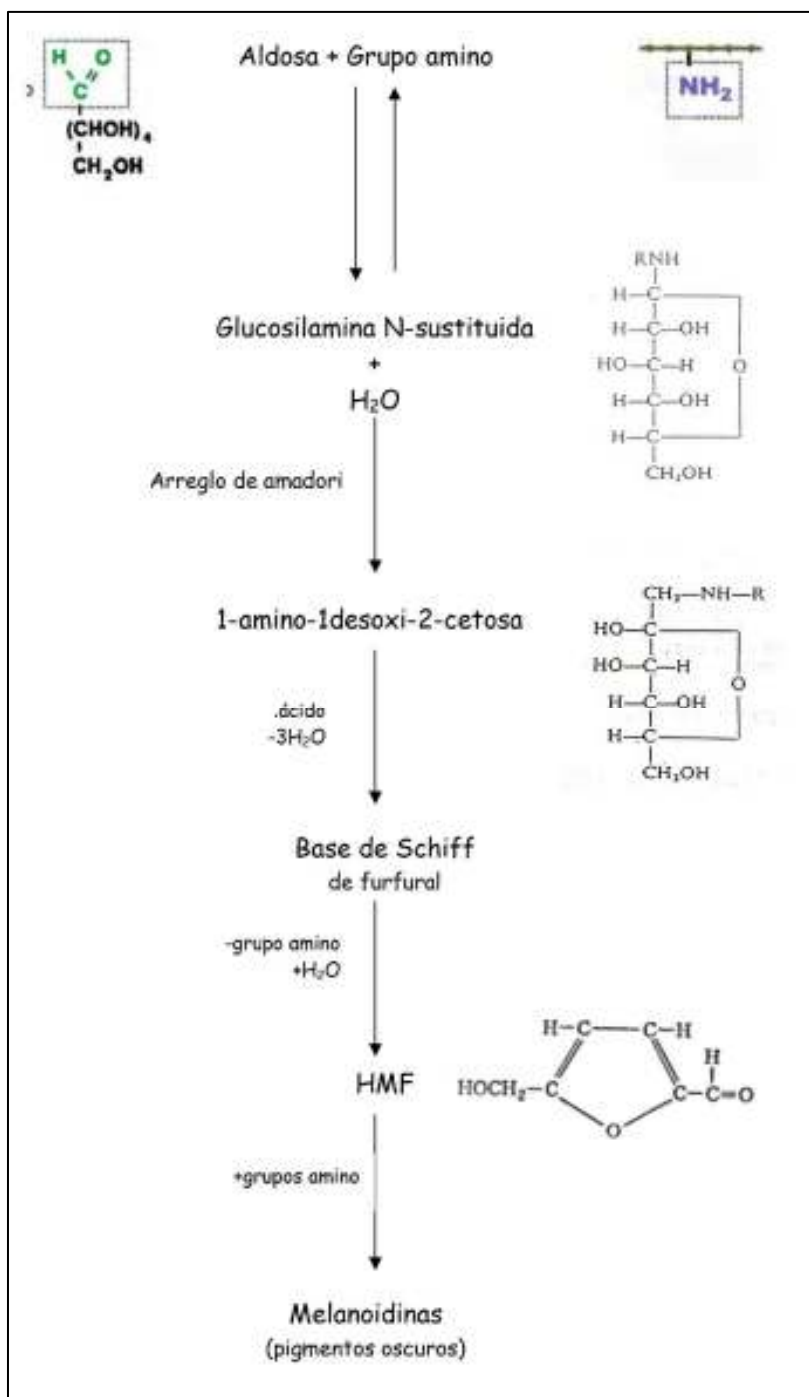 Aldosa + Grupo amino
H O
C
(CHOH)₄
CH₂OH
NH₂
Glucosilamina N-sustituida
+
H₂O
RNH
H—C
H—C—OH
HO—C—H
O
H—C—OH
H—C
CH₂OH
Arreglo de amadori
1-amino-1desoxi-2-cetosa
CH₂—NH—R
HO—C
HO—C—H
O
H—C—OH
H—C
CH₂OH
.ácido
-3H₂O
Base de Schiff
de furfural
-grupo amino
+H₂O
HMF
H—C—C—H
H
HOCH₂—C C—C=O
O
+grupos amino
Melanoidinas
(pigmentos oscuros)